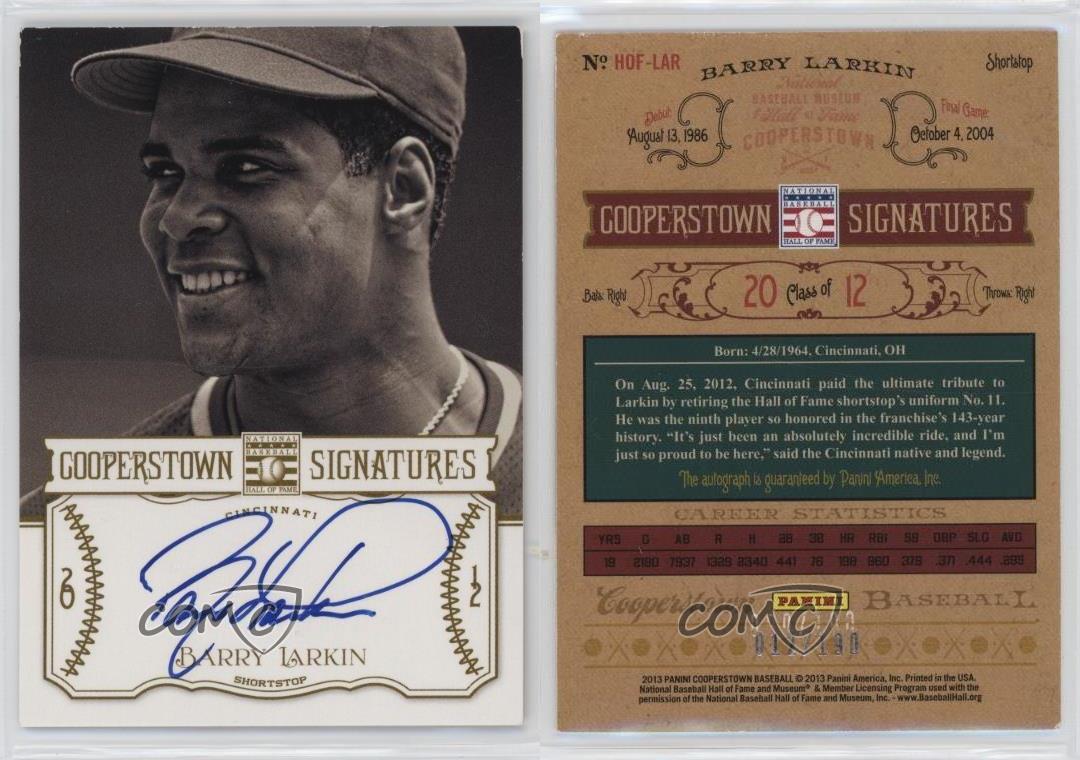 NATIONAL
BASEBALL
HALL OF FAME
COOPERSTOWN SIGNATURES
CINCINNATI
20 12
COMC
BARRY LARKIN
SHORTSTOP
Nº HOF-LAR
BARRY LARKIN
Shortstop
National
BASEBALL MUSEUM
Hall of Fame
COOPERSTOWN
Debut:
August 13, 1986
Final Game:
October 4, 2004
NATIONAL
BASEBALL
HALL OF FAME
COOPERSTOWN SIGNATURES
Bats: Right
20 Class of 12
Throws: Right
Born: 4/28/1964, Cincinnati, OH
On Aug. 25, 2012, Cincinnati paid the ultimate tribute to
Larkin by retiring the Hall of Fame shortstop's uniform No. 11.
He was the ninth player so honored in the franchise's 143-year
history. “It's just been an absolutely incredible ride, and I'm
just so proud to be here,” said the Cincinnati native and legend.
The autograph is guaranteed by Panini America, Inc.
CAREER STATISTICS
YRS G AB R H 2B 3B HR RBI SB OBP SLG AVG
19 2180 7937 1329 2340 441 76 198 960 379 .371 .444 .295
Cooperstown PANINI BASEBALL
COMC
2013 PANINI COOPERSTOWN BASEBALL © 2013 Panini America, Inc. Printed in the USA.
National Baseball Hall of Fame and Museum® & Member Licensing Program used with the
permission of the National Baseball Hall of Fame and Museum, Inc. - www.BaseballHall.org